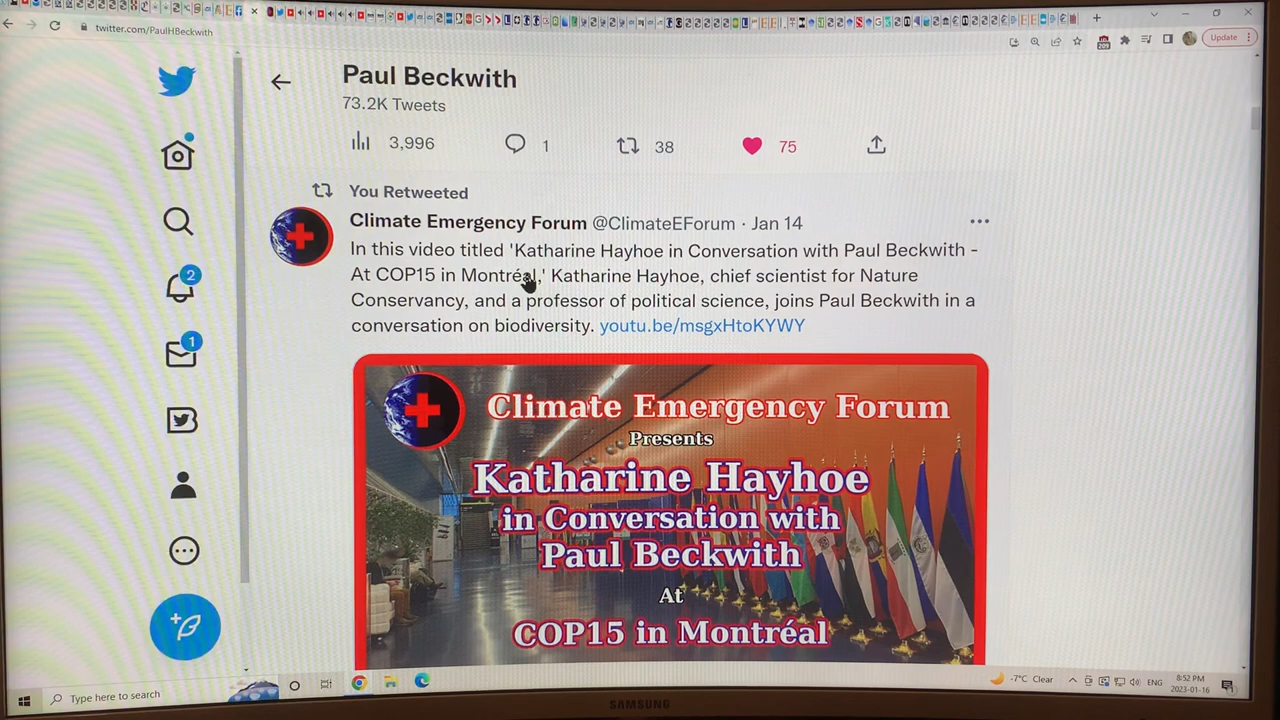 twitter.com/PaulHBeckwith
Update
209
Paul Beckwith
73.2K Tweets
3,996
1
38
75
You Retweeted
Climate Emergency Forum @ClimateEForum · Jan 14
In this video titled 'Katharine Hayhoe in Conversation with Paul Beckwith -
At COP15 in Montréal,' Katharine Hayhoe, chief scientist for Nature
Conservancy, and a professor of political science, joins Paul Beckwith in a
conversation on biodiversity. youtu.be/msgxHtoKYWY
2
1
Climate Emergency Forum
Presents
Katharine Hayhoe
in Conversation with
Paul Beckwith
At
COP15 in Montréal
Type here to search
-7°C Clear
ENG
8:52 PM
2023-01-16
SAMSUNG